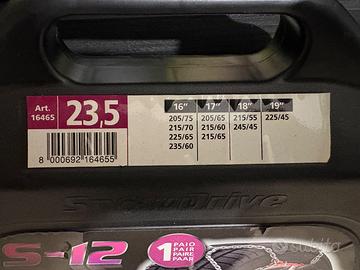 Art.
16465
23,5
16" 17" 18" 19"
205/75 205/65 215/55 225/45
215/70 215/60 245/45
225/65 215/65
235/60
8 000692 164655
S-12
1 PAIO
PAIR
PAIRE
PAAR
subito